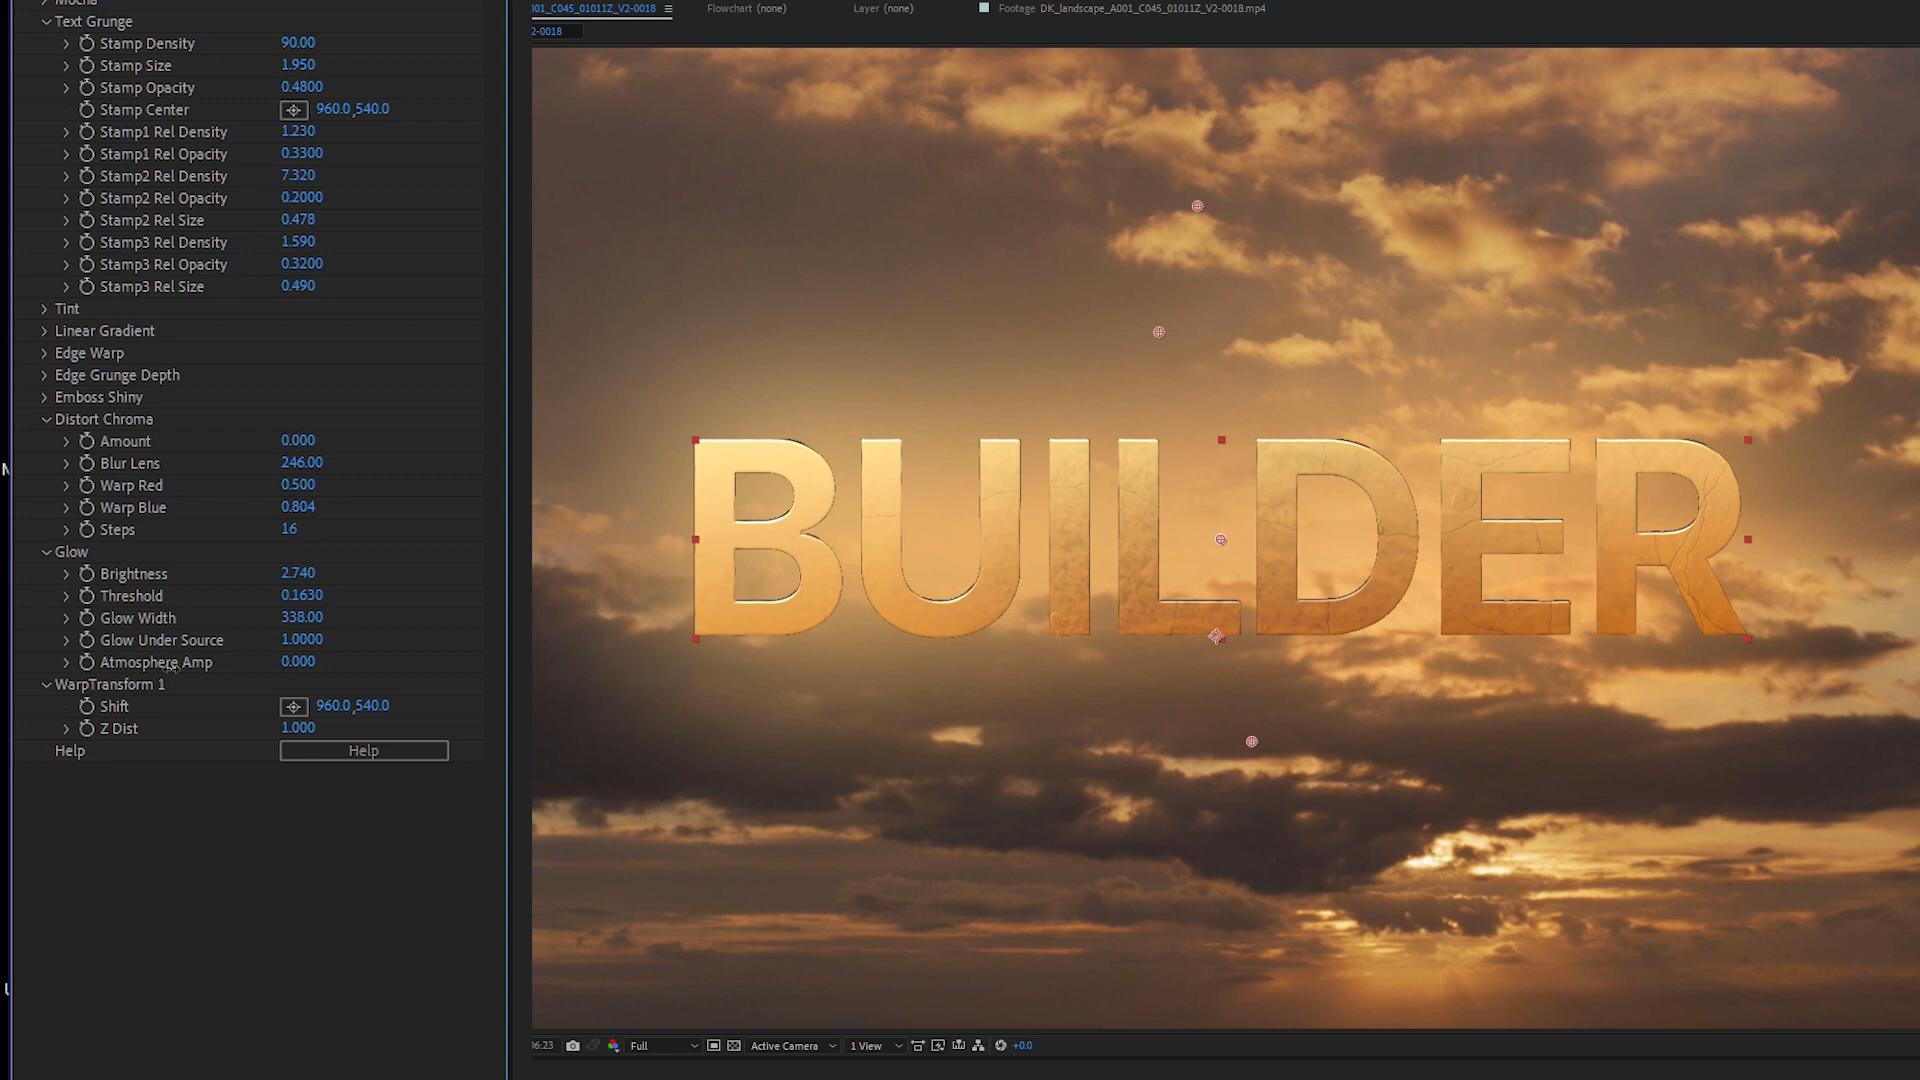 Mocha
Text Grunge
Stamp Density 90.00
Stamp Size 1.950
Stamp Opacity 0.4800
Stamp Center 960.0,540.0
Stamp1 Rel Density 1.230
Stamp1 Rel Opacity 0.3300
Stamp2 Rel Density 7.320
Stamp2 Rel Opacity 0.2000
Stamp2 Rel Size 0.478
Stamp3 Rel Density 1.590
Stamp3 Rel Opacity 0.3200
Stamp3 Rel Size 0.490
Tint
Linear Gradient
Edge Warp
Edge Grunge Depth
Emboss Shiny
Distort Chroma
Amount 0.000
Blur Lens 246.00
Warp Red 0.500
Warp Blue 0.804
Steps 16
Glow
Brightness 2.740
Threshold 0.1630
Glow Width 338.00
Glow Under Source 1.0000
Atmosphere Amp 0.000
WarpTransform 1
Shift 960.0,540.0
Z Dist 1.000
Help Help
001_C045_01011Z_V2-0018 Flowchart (none) Layer (none) Footage DK_landscape_A001_C045_01011Z_V2-0018.mp4
2-0018
BUILDER
06:23 Full Active Camera 1 View +0.0